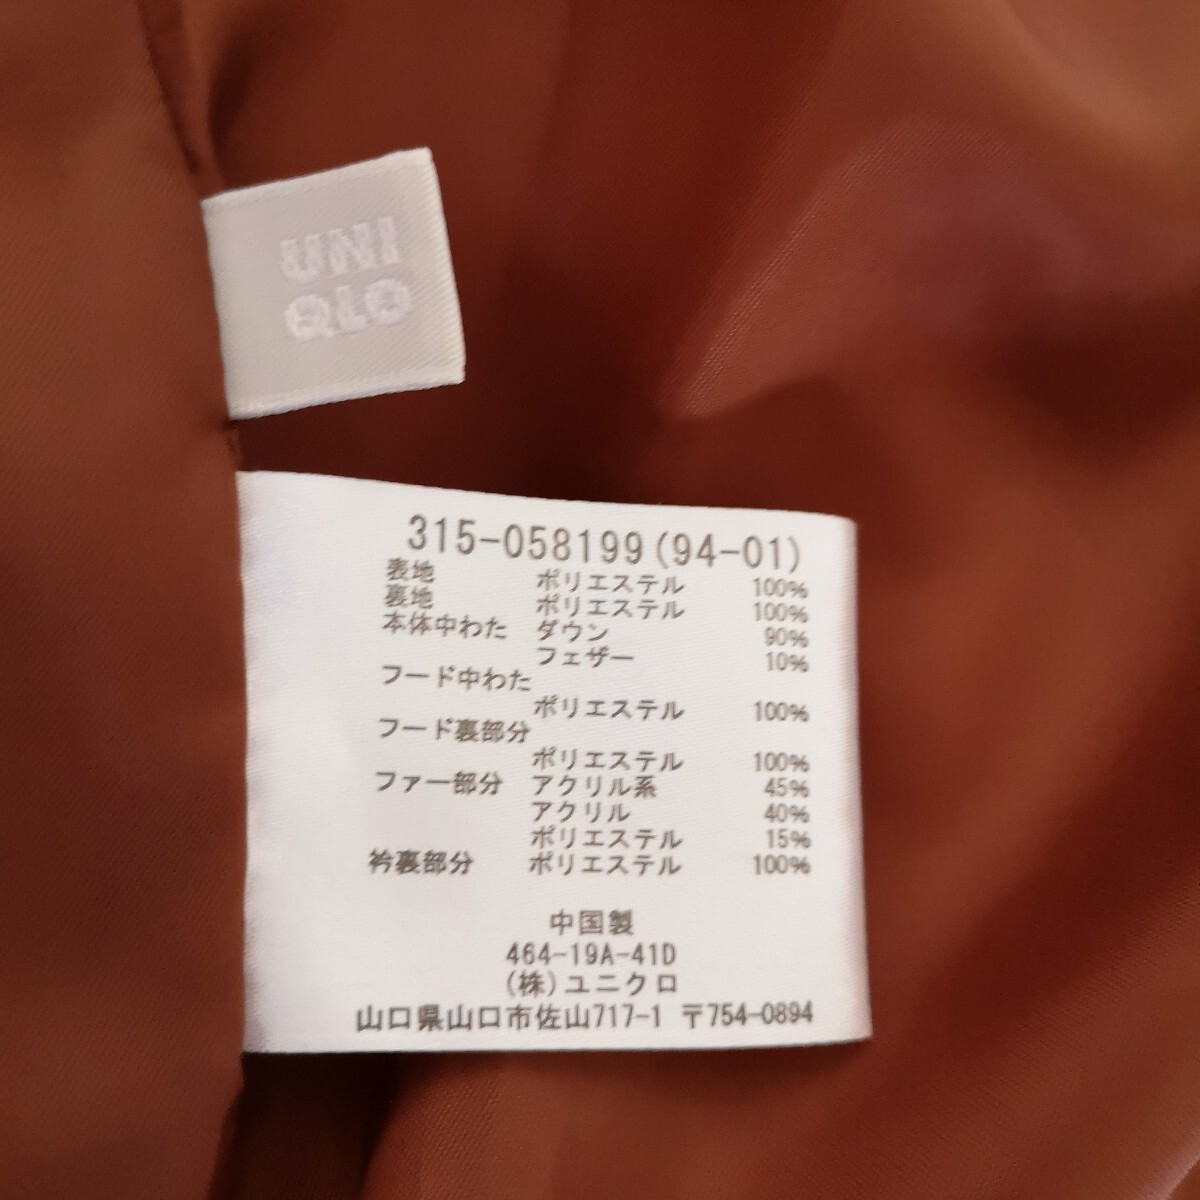 UNI
QLO
315-058199(94-01)
表地 ポリエステル 100%
裏地 ポリエステル 100%
本体中わた ダウン 90%
フェザー 10%
フード中わた
ポリエステル 100%
フード裏部分
ポリエステル 100%
ファー部分 アクリル系 45%
アクリル 40%
ポリエステル 15%
衿裏部分 ポリエステル 100%
中国製
464-19A-41D
(株)ユニクロ
山口県山口市佐山717-1 〒754-0894